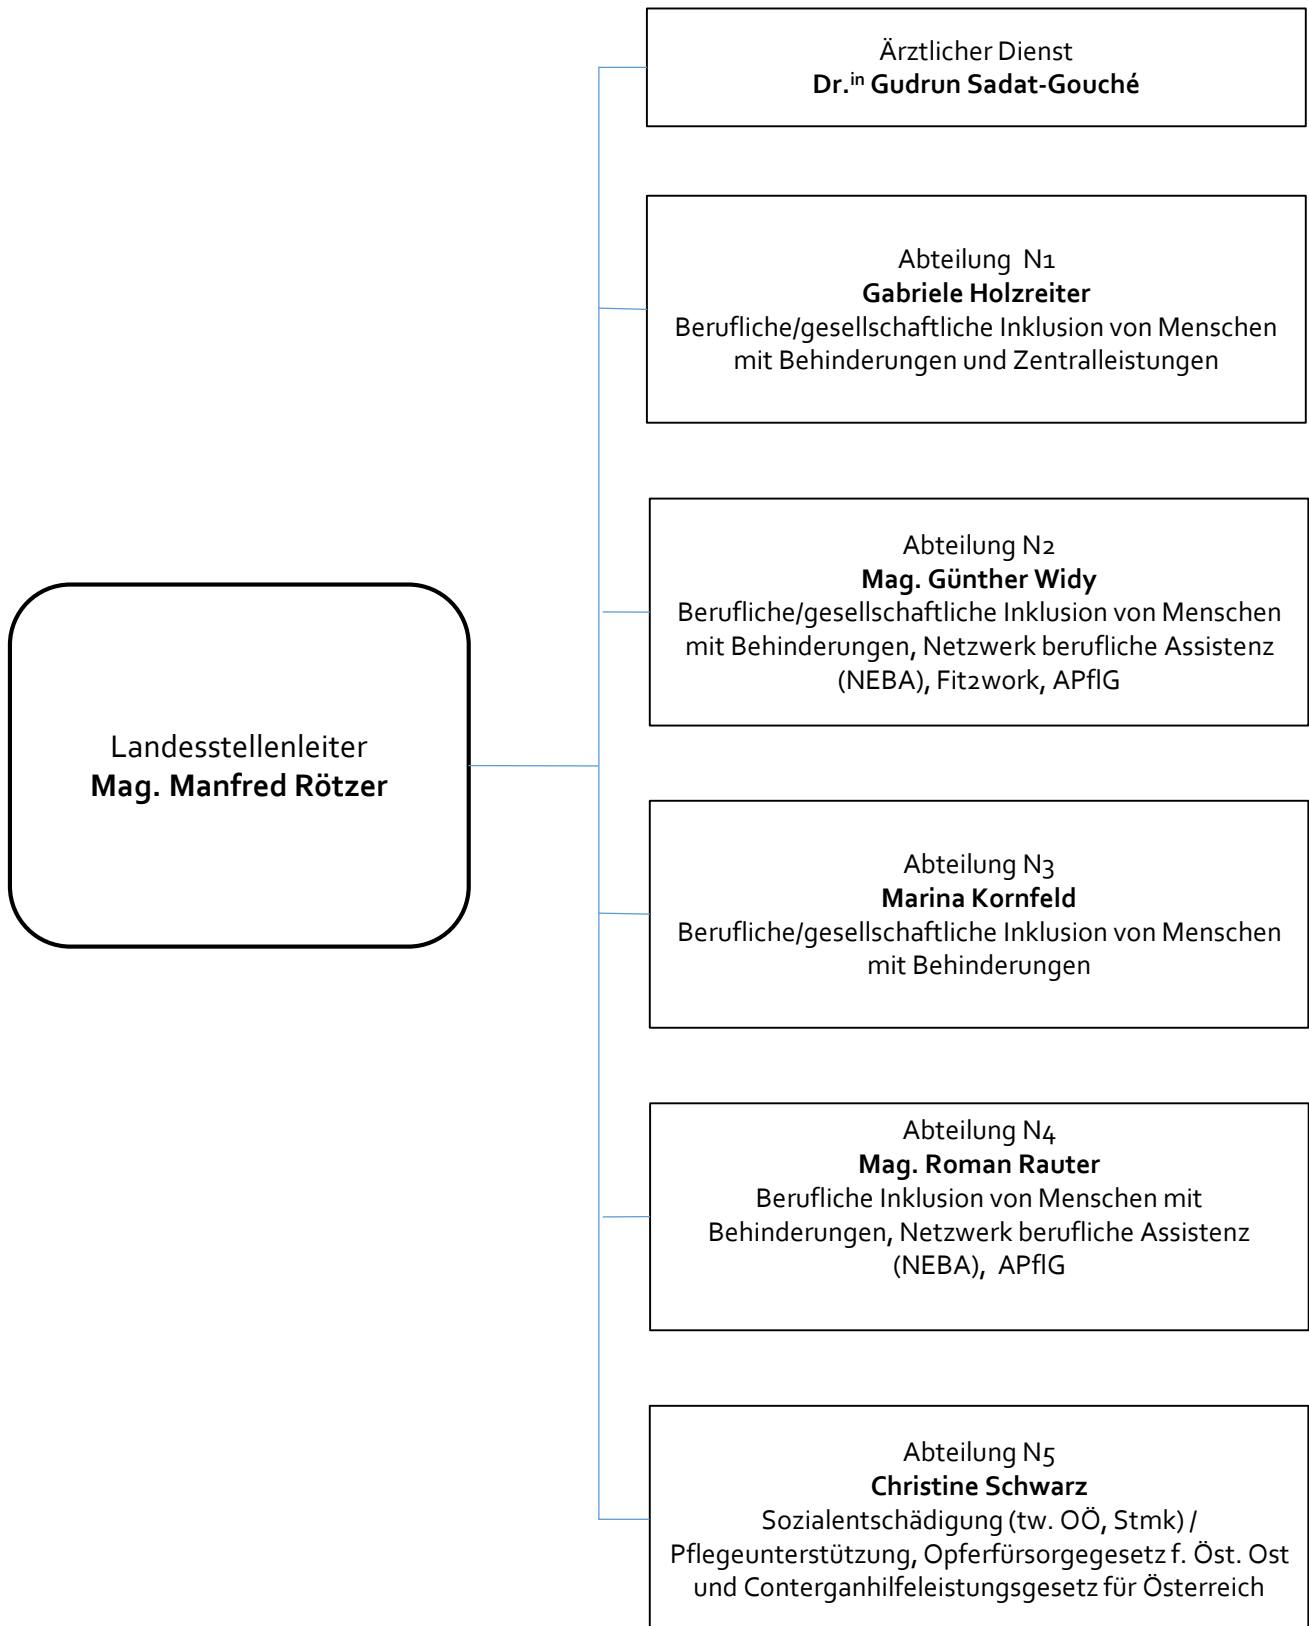 Ärztlicher Dienst
Dr.in Gudrun Sadat-Gouché
Abteilung N1
Gabriele Holzreiter
Berufliche/gesellschaftliche Inklusion von Menschen
mit Behinderungen und Zentralleistungen
Abteilung N2
Mag. Günther Widy
Berufliche/gesellschaftliche Inklusion von Menschen
mit Behinderungen, Netzwerk berufliche Assistenz
(NEBA), Fit2work, APflG
Landesstellenleiter
Mag. Manfred Rötzer
Abteilung N3
Marina Kornfeld
Berufliche/gesellschaftliche Inklusion von Menschen
mit Behinderungen
Abteilung N4
Mag. Roman Rauter
Berufliche Inklusion von Menschen mit
Behinderungen, Netzwerk berufliche Assistenz
(NEBA), APflG
Abteilung N5
Christine Schwarz
Sozialentschädigung (tw. OÖ, Stmk) /
Pflegeunterstützung, Opferfürsorgegesetz f. Öst. Ost
und Conterganhilfeleistungsgesetz für Österreich